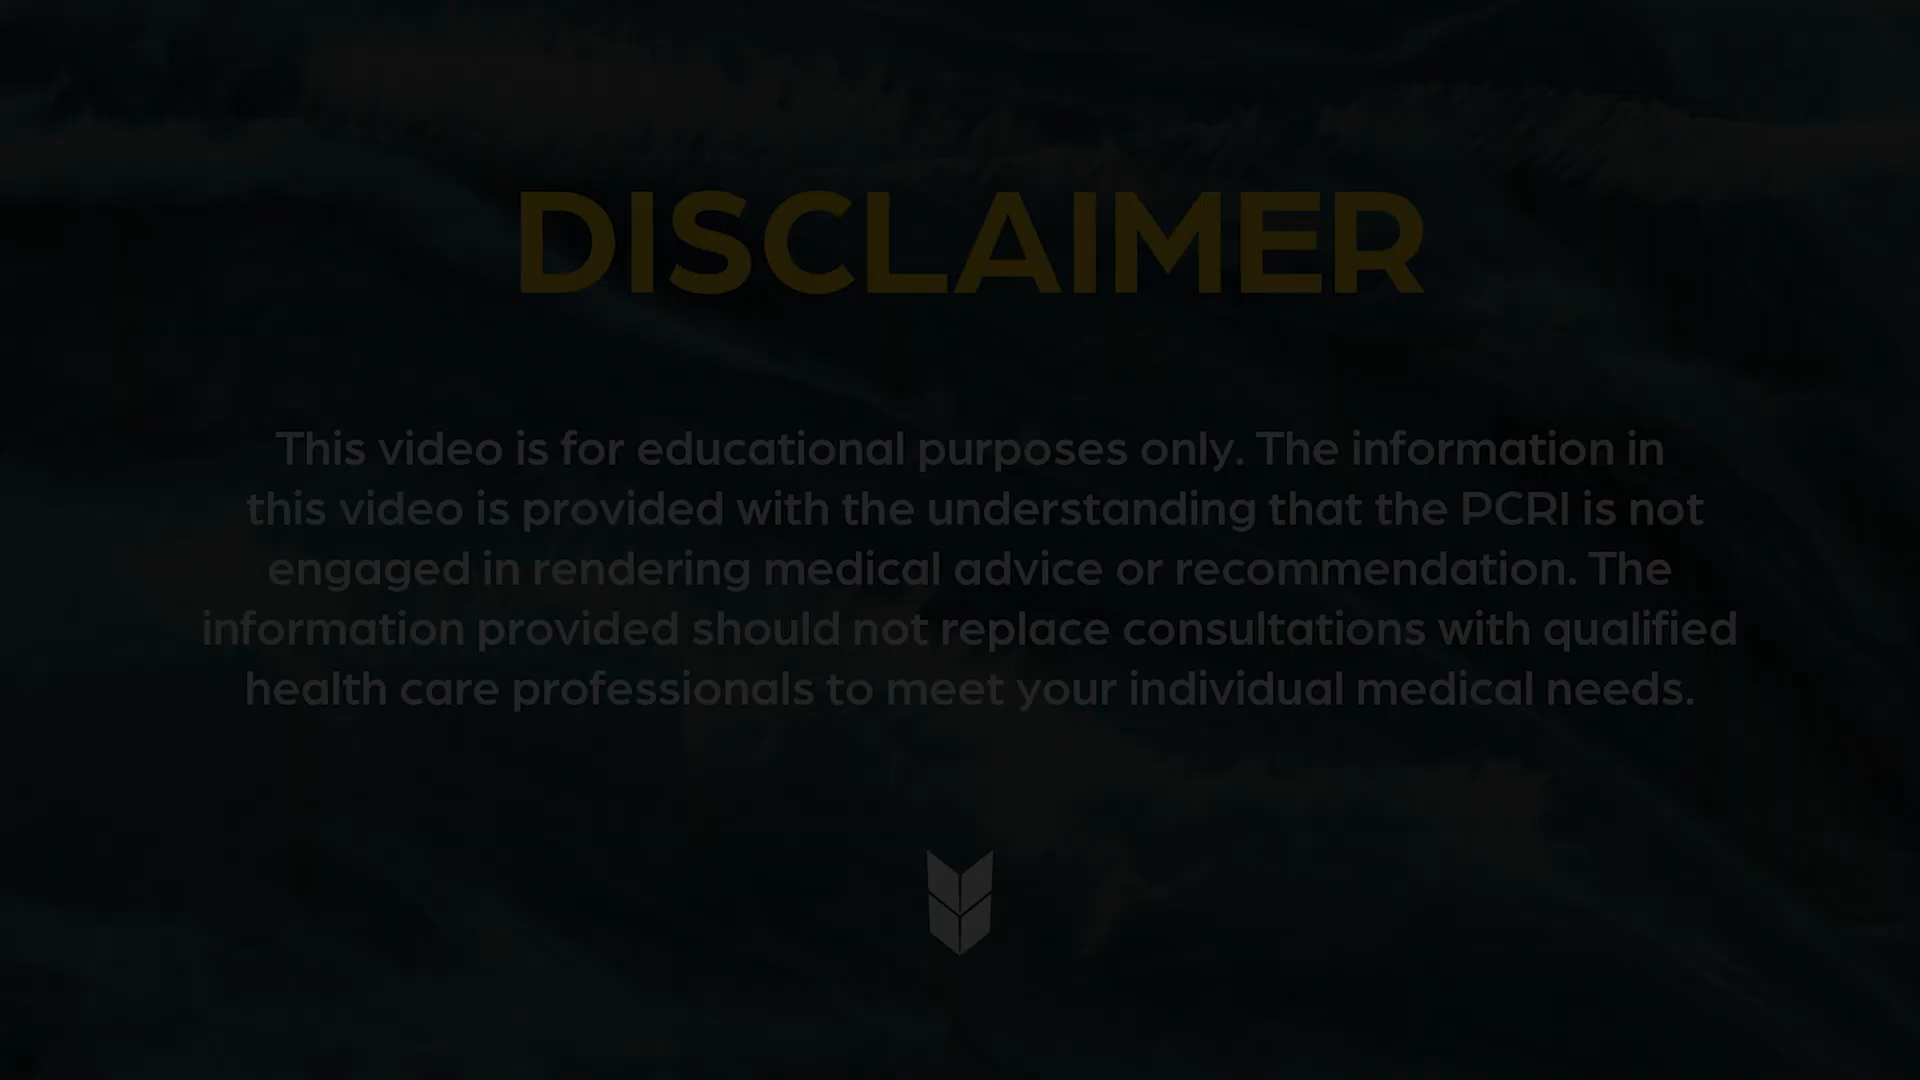 DISCLAIMER
This video is for educational purposes only. The information in
this video is provided with the understanding that the PCRI is not
engaged in rendering medical advice or recommendation. The
information provided should not replace consultations with qualified
health care professionals to meet your individual medical needs.